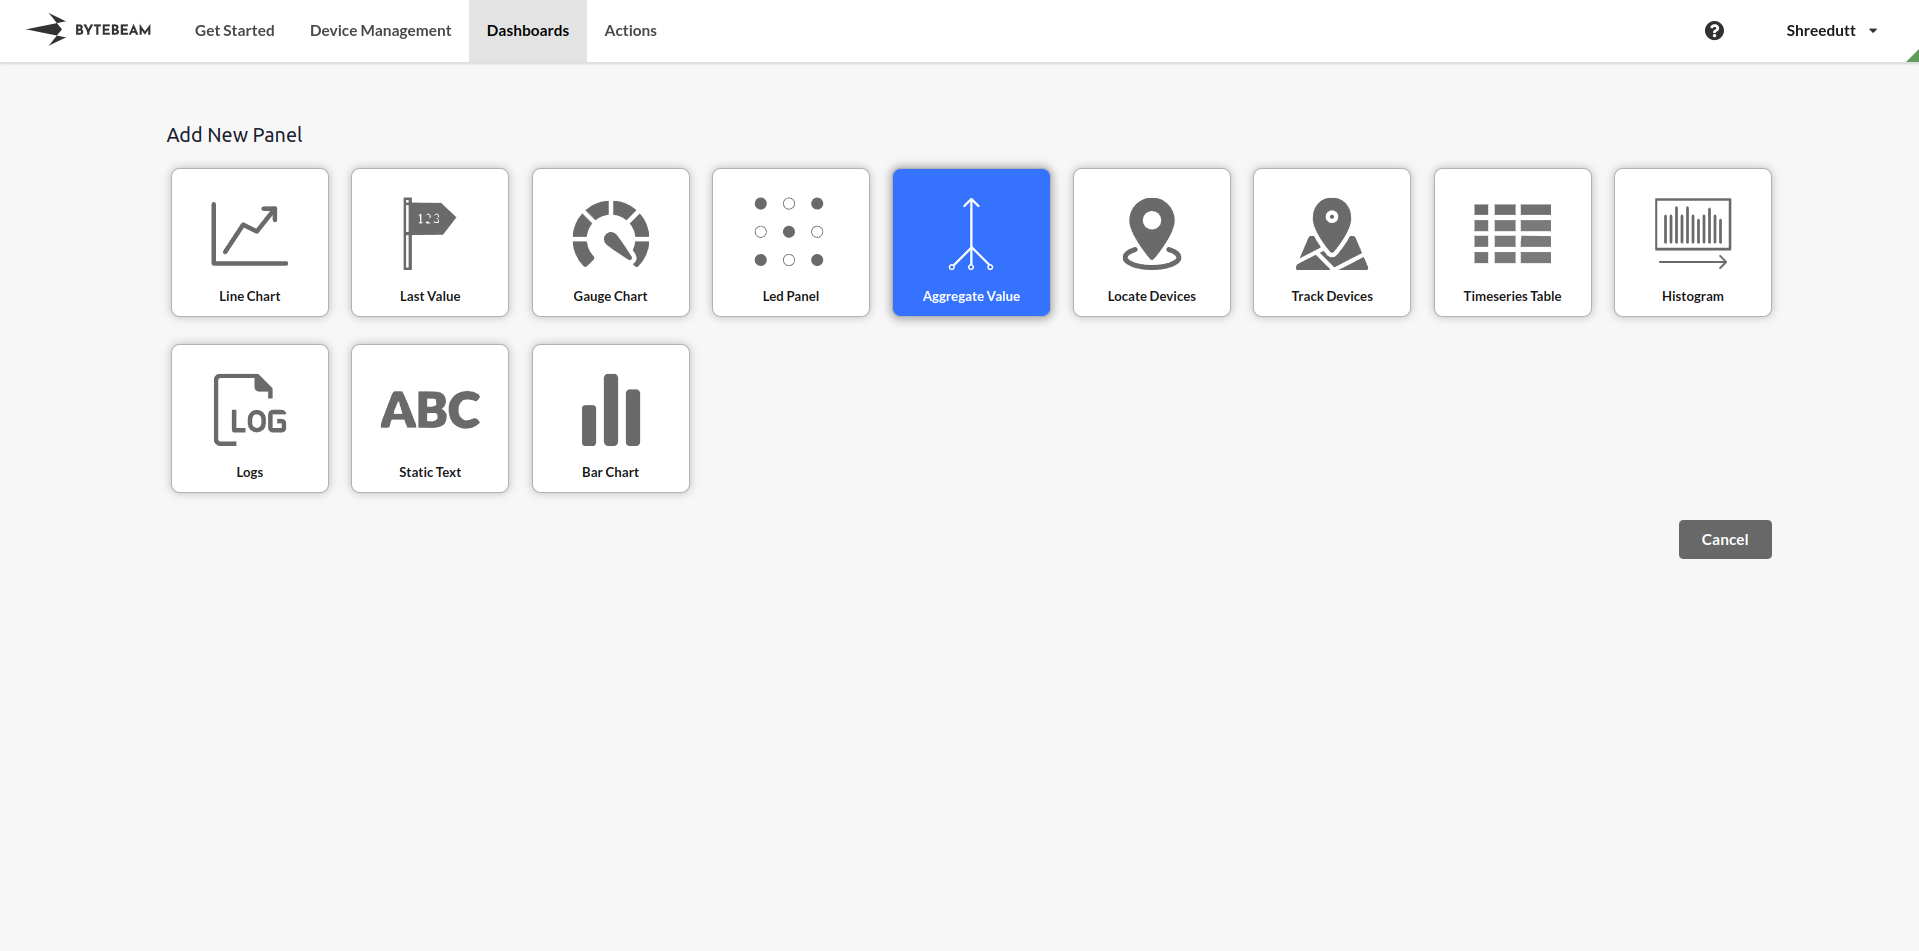 BYTEBEAM Get Started Device Management Dashboards Actions ? Shreedutt
Add New Panel
123
Line Chart Last Value Gauge Chart Led Panel Aggregate Value Locate Devices Track Devices Timeseries Table Histogram
LOG ABC
Logs Static Text Bar Chart
Cancel